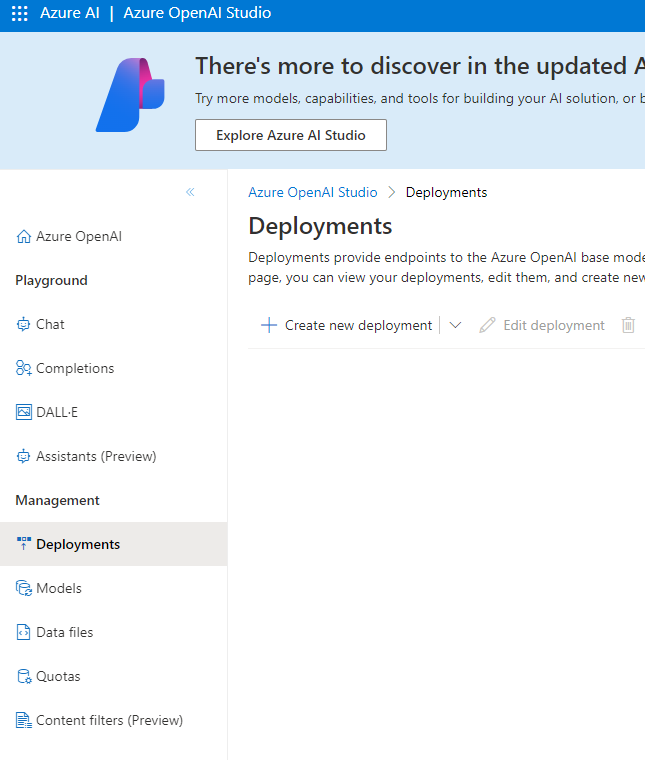 Azure AI | Azure OpenAI Studio
There's more to discover in the updated
Try more models, capabilities, and tools for building your AI solution, or
Explore Azure AI Studio
Azure OpenAI Studio > Deployments
Deployments
Deployments provide endpoints to the Azure OpenAI base
page, you can view your deployments, edit them, and create
Create new deployment
Edit deployment
Azure OpenAI
Playground
Chat
Completions
DALL·E
Assistants (Preview)
Management
Deployments
Models
Data files
Quotas
Content filters (Preview)